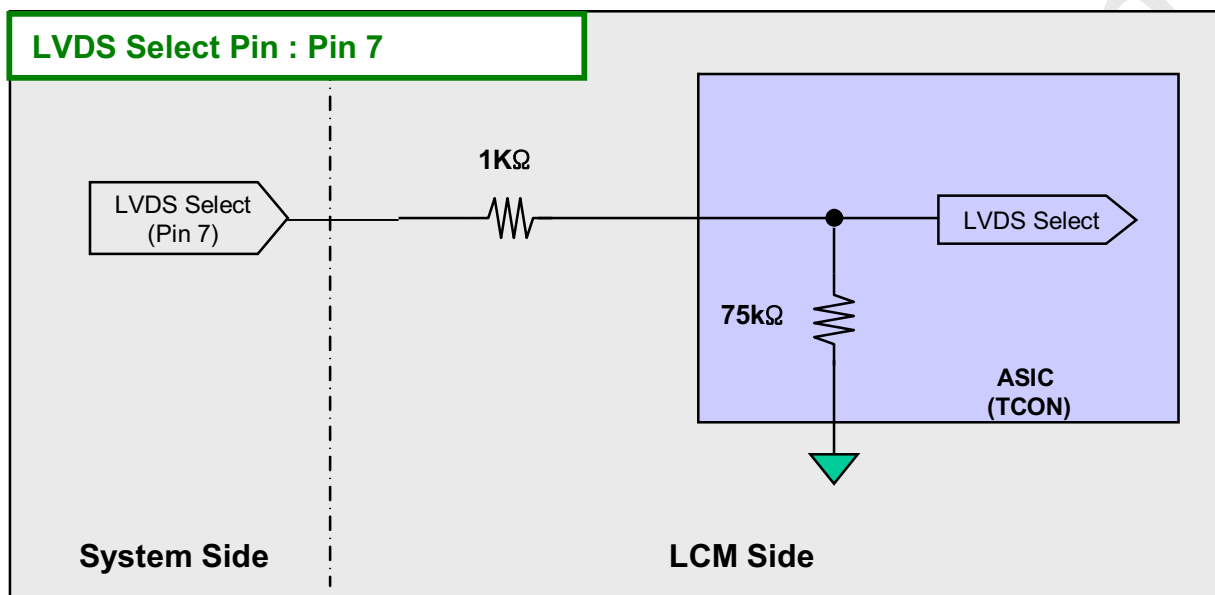 LVDS Select Pin : Pin 7
1KΩ
LVDS Select
(Pin 7)
LVDS Select
75kΩ
ASIC
(TCON)
System Side
LCM Side